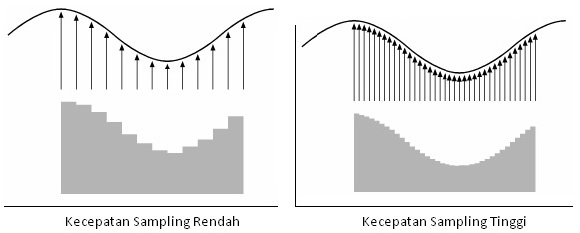 Kecepatan Sampling Rendah
Kecepatan Sampling Tinggi